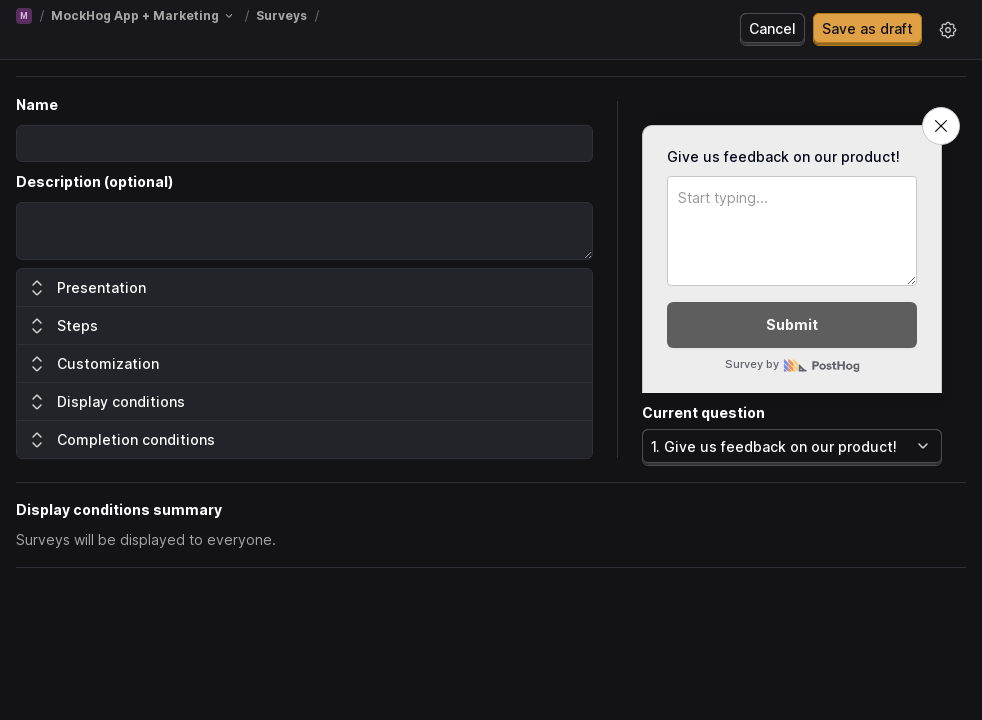 M / MockHog App + Marketing / Surveys /
Cancel
Save as draft
Name
Description (optional)
Presentation
Steps
Customization
Display conditions
Completion conditions
Give us feedback on our product!
Start typing...
Submit
Survey by PostHog
Current question
1. Give us feedback on our product!
Display conditions summary
Surveys will be displayed to everyone.